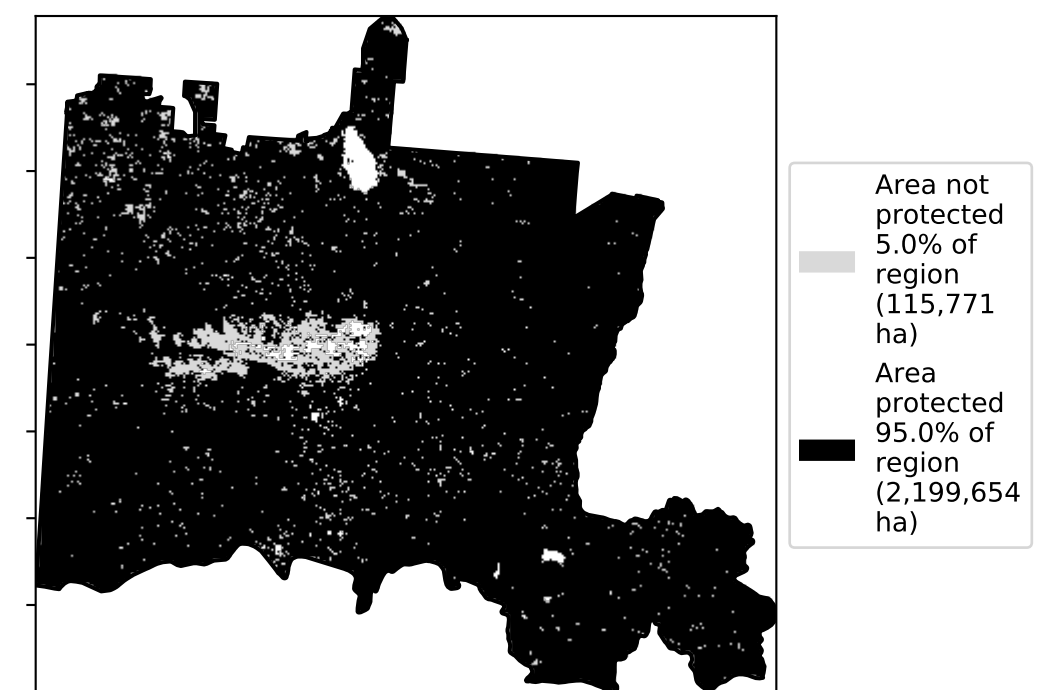 Area not
protected
5.0% of
region
(115,771
ha)
Area
protected
95.0% of
region
(2,199,654
ha)